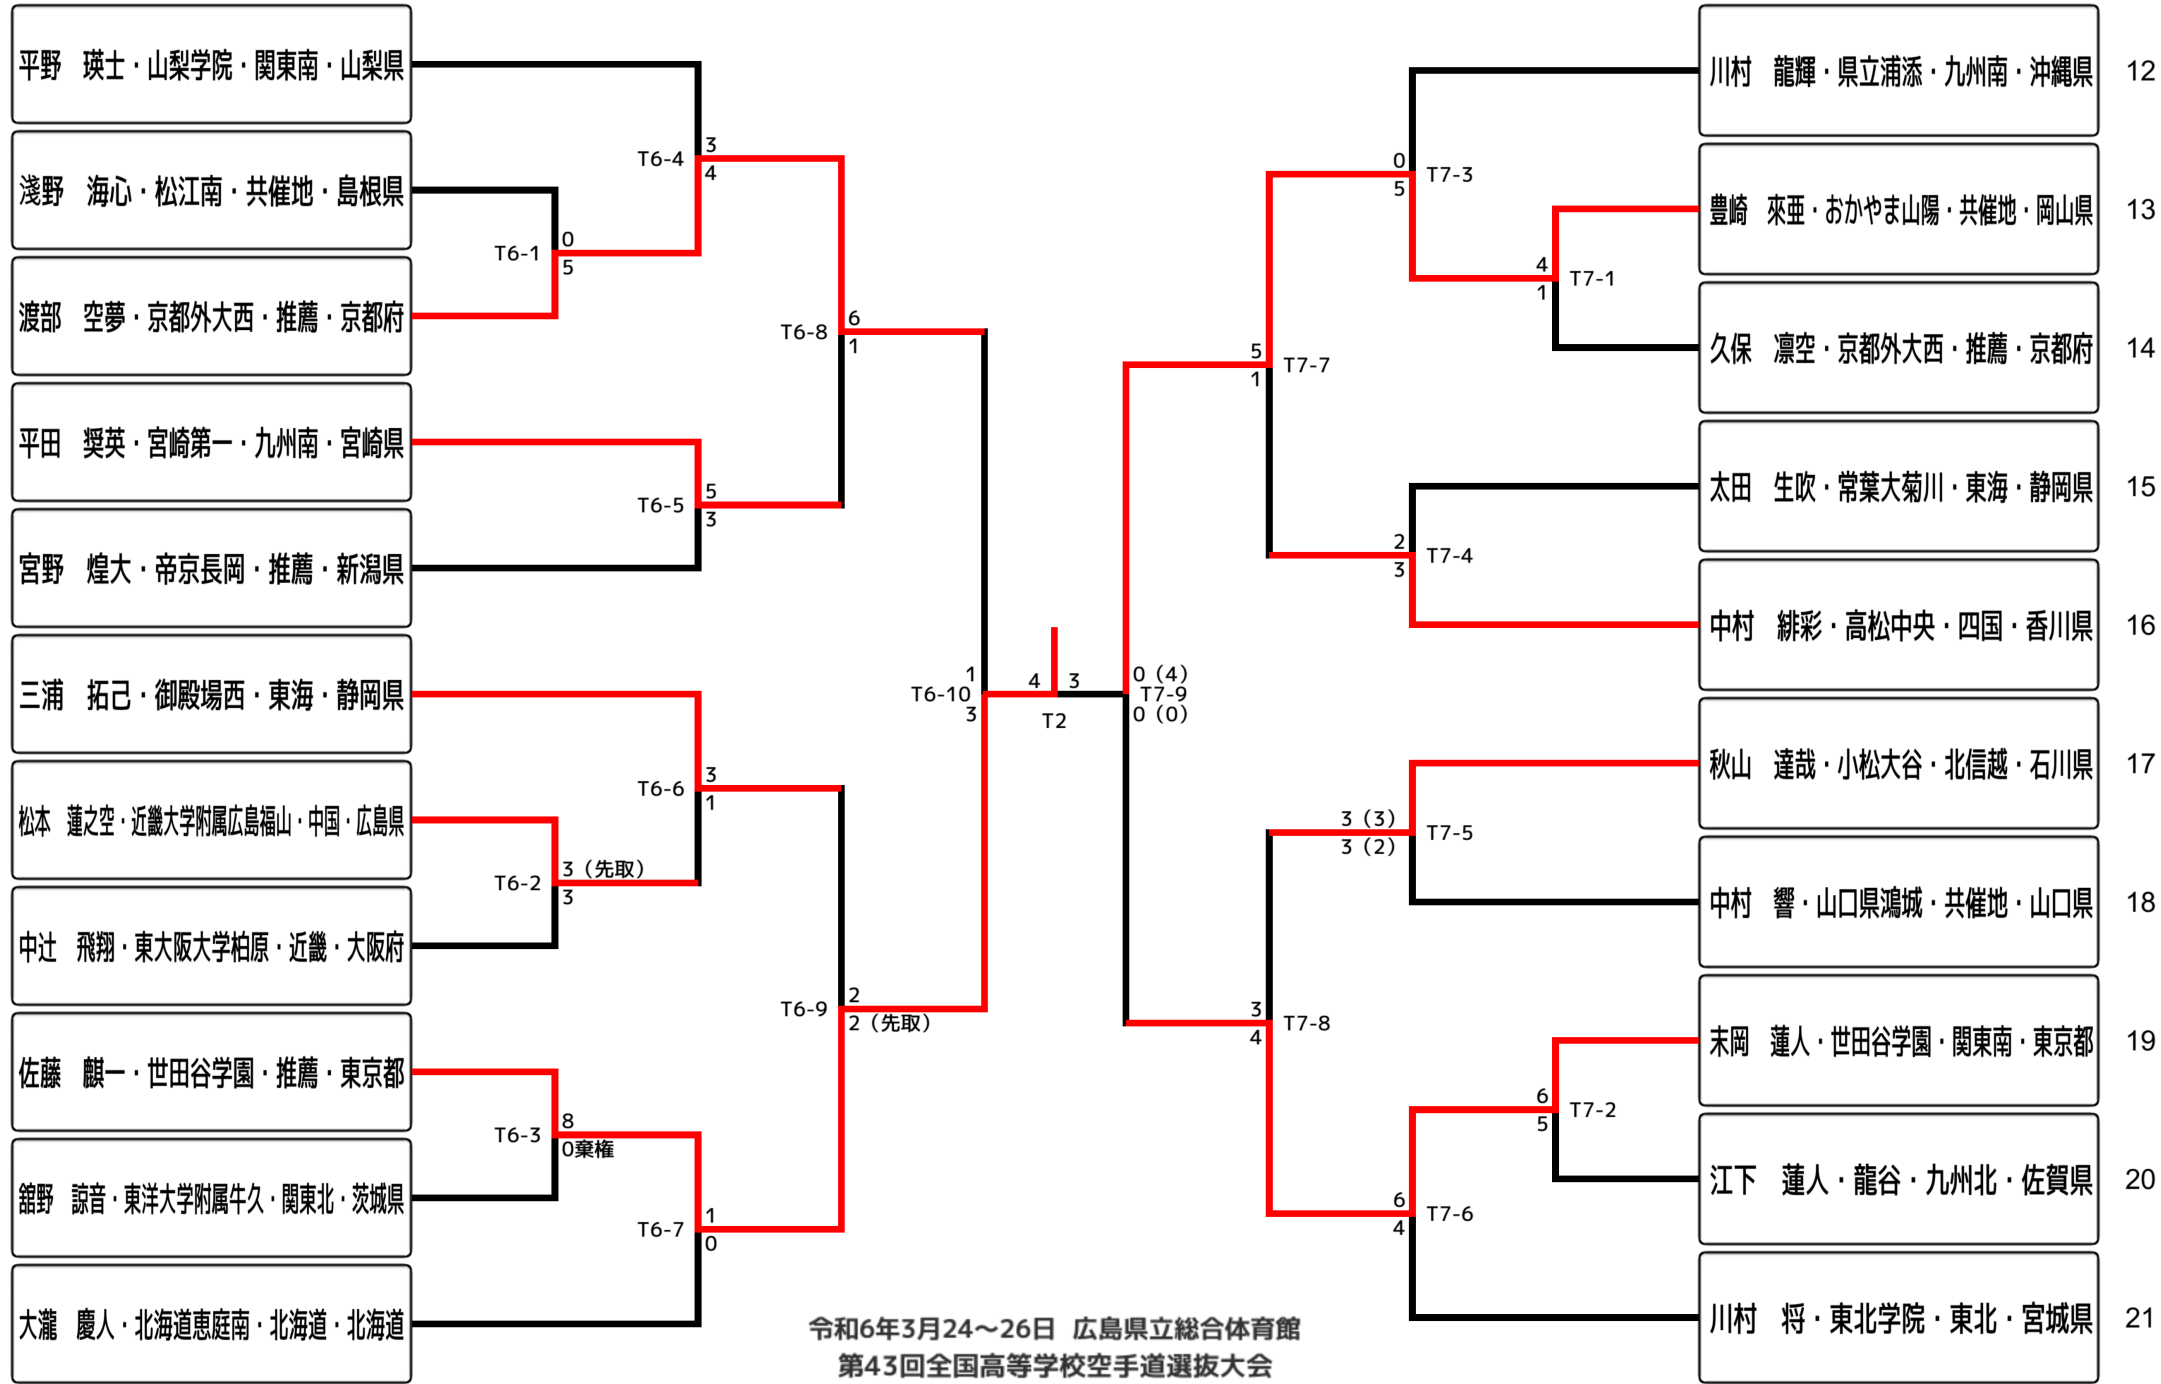 平野　瑛士・山梨学院・関東南・山梨県
淺野　海心・松江南・共催地・島根県
渡部　空夢・京都外大西・推薦・京都府
平田　奨英・宮崎第一・九州南・宮崎県
宮野　煌大・帝京長岡・推薦・新潟県
三浦　拓己・御殿場西・東海・静岡県
松本　蓮之空・近畿大学附属広島福山・中国・広島県
中辻　飛翔・東大阪大学柏原・近畿・大阪府
佐藤　麒一・世田谷学園・推薦・東京都
舘野　諒音・東洋大学附属牛久・関東北・茨城県
大瀧　慶人・北海道恵庭南・北海道・北海道
T6-1
0
5
T6-2
3（先取）
3
T6-3
8
0棄権
T6-4
3
4
T6-5
5
3
T6-6
3
1
T6-7
1
0
T6-8
6
1
T6-9
2
2（先取）
1
T6-10
3
4
3
T2
0（4）
T7-9
0（0）
5
1
T7-7
3
4
T7-8
0
5
T7-3
2
3
T7-4
3（3）
3（2）
T7-5
6
4
T7-6
4
1
T7-1
6
5
T7-2
川村　龍輝・県立浦添・九州南・沖縄県 12
豊崎　來亜・おかやま山陽・共催地・岡山県 13
久保　凛空・京都外大西・推薦・京都府 14
太田　生吹・常葉大菊川・東海・静岡県 15
中村　緋彩・高松中央・四国・香川県 16
秋山　達哉・小松大谷・北信越・石川県 17
中村　響・山口県鴻城・共催地・山口県 18
末岡　蓮人・世田谷学園・関東南・東京都 19
江下　蓮人・龍谷・九州北・佐賀県 20
川村　将・東北学院・東北・宮城県 21
令和6年3月24〜26日 広島県立総合体育館
第43回全国高等学校空手道選抜大会